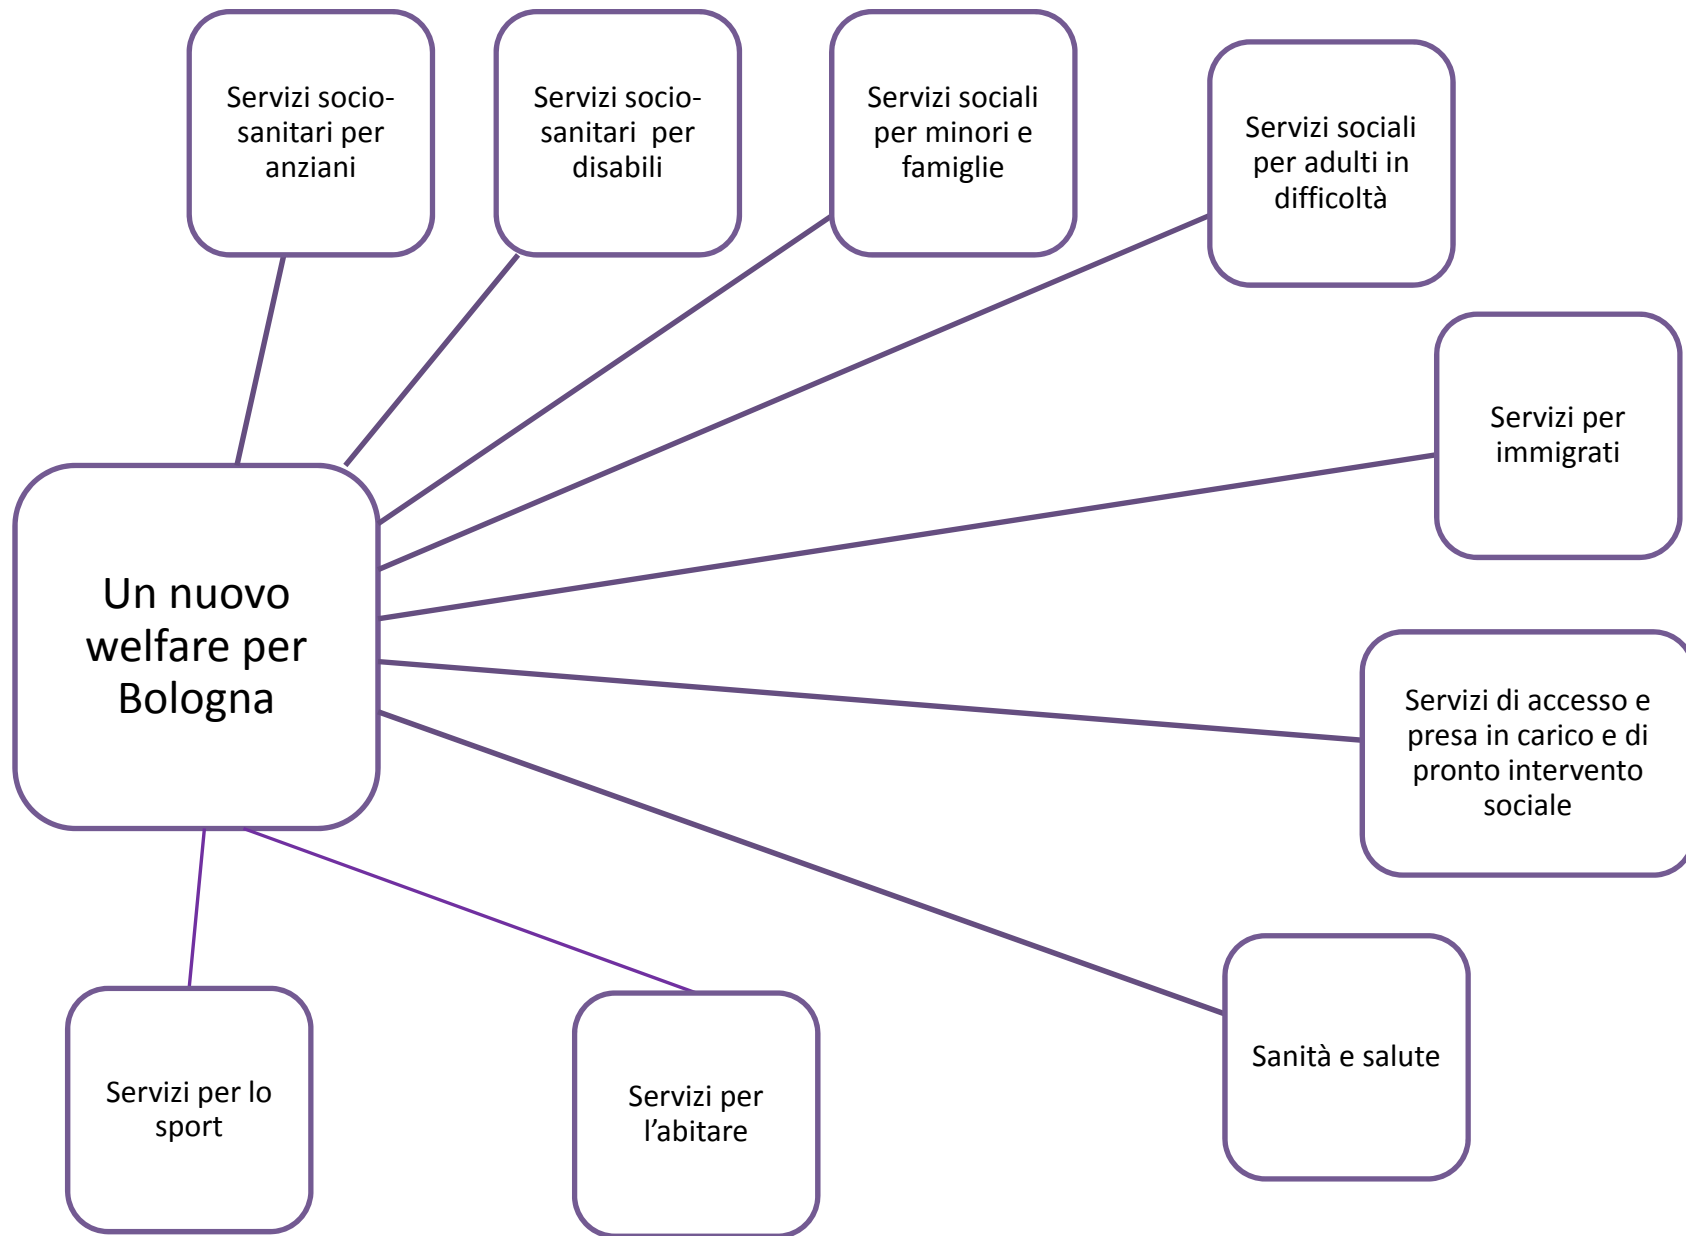 Servizi socio-
sanitari per
anziani
Servizi socio-
sanitari per
disabili
Servizi sociali
per minori e
famiglie
Servizi sociali
per adulti in
difficoltà
Servizi per
immigrati
Un nuovo
welfare per
Bologna
Servizi di accesso e
presa in carico e di
pronto intervento
sociale
Sanità e salute
Servizi per lo
sport
Servizi per
l’abitare